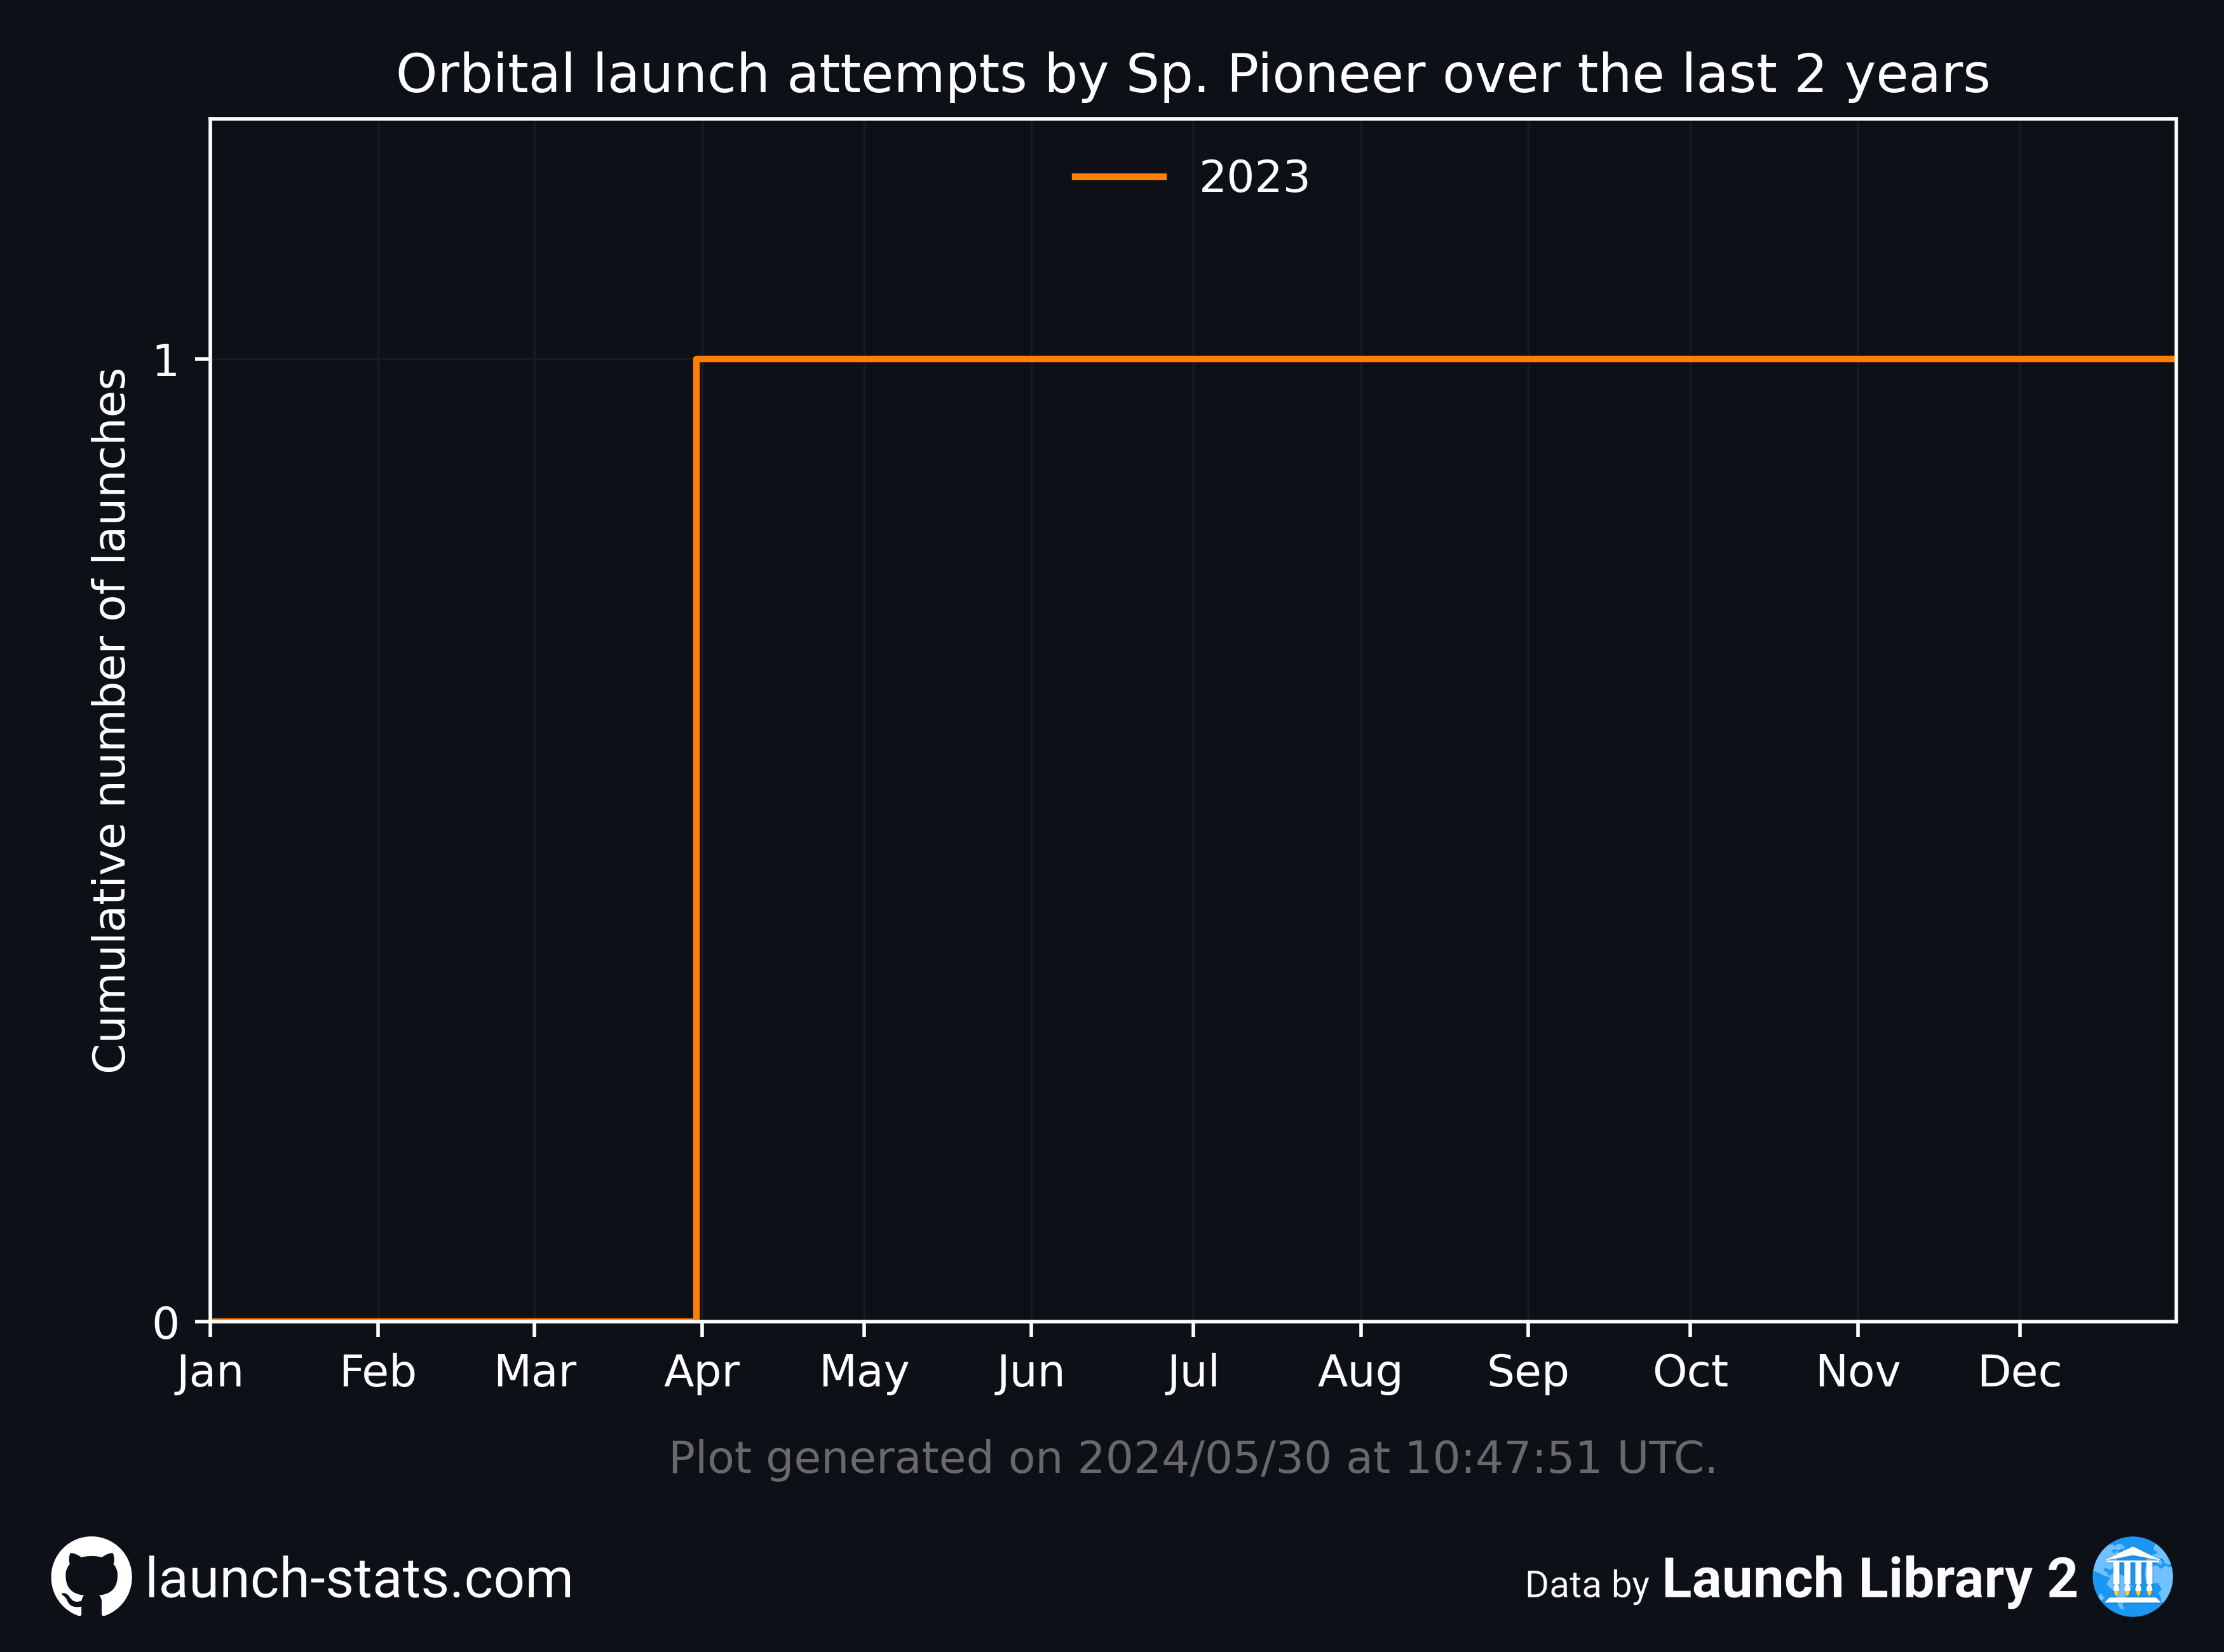 Orbital launch attempts by Sp. Pioneer over the last 2 years
2023
Cumulative number of launches
1
0
Jan Feb Mar Apr May Jun Jul Aug Sep Oct Nov Dec
Plot generated on 2024/05/30 at 10:47:51 UTC.
launch-stats.com
Data by Launch Library 2